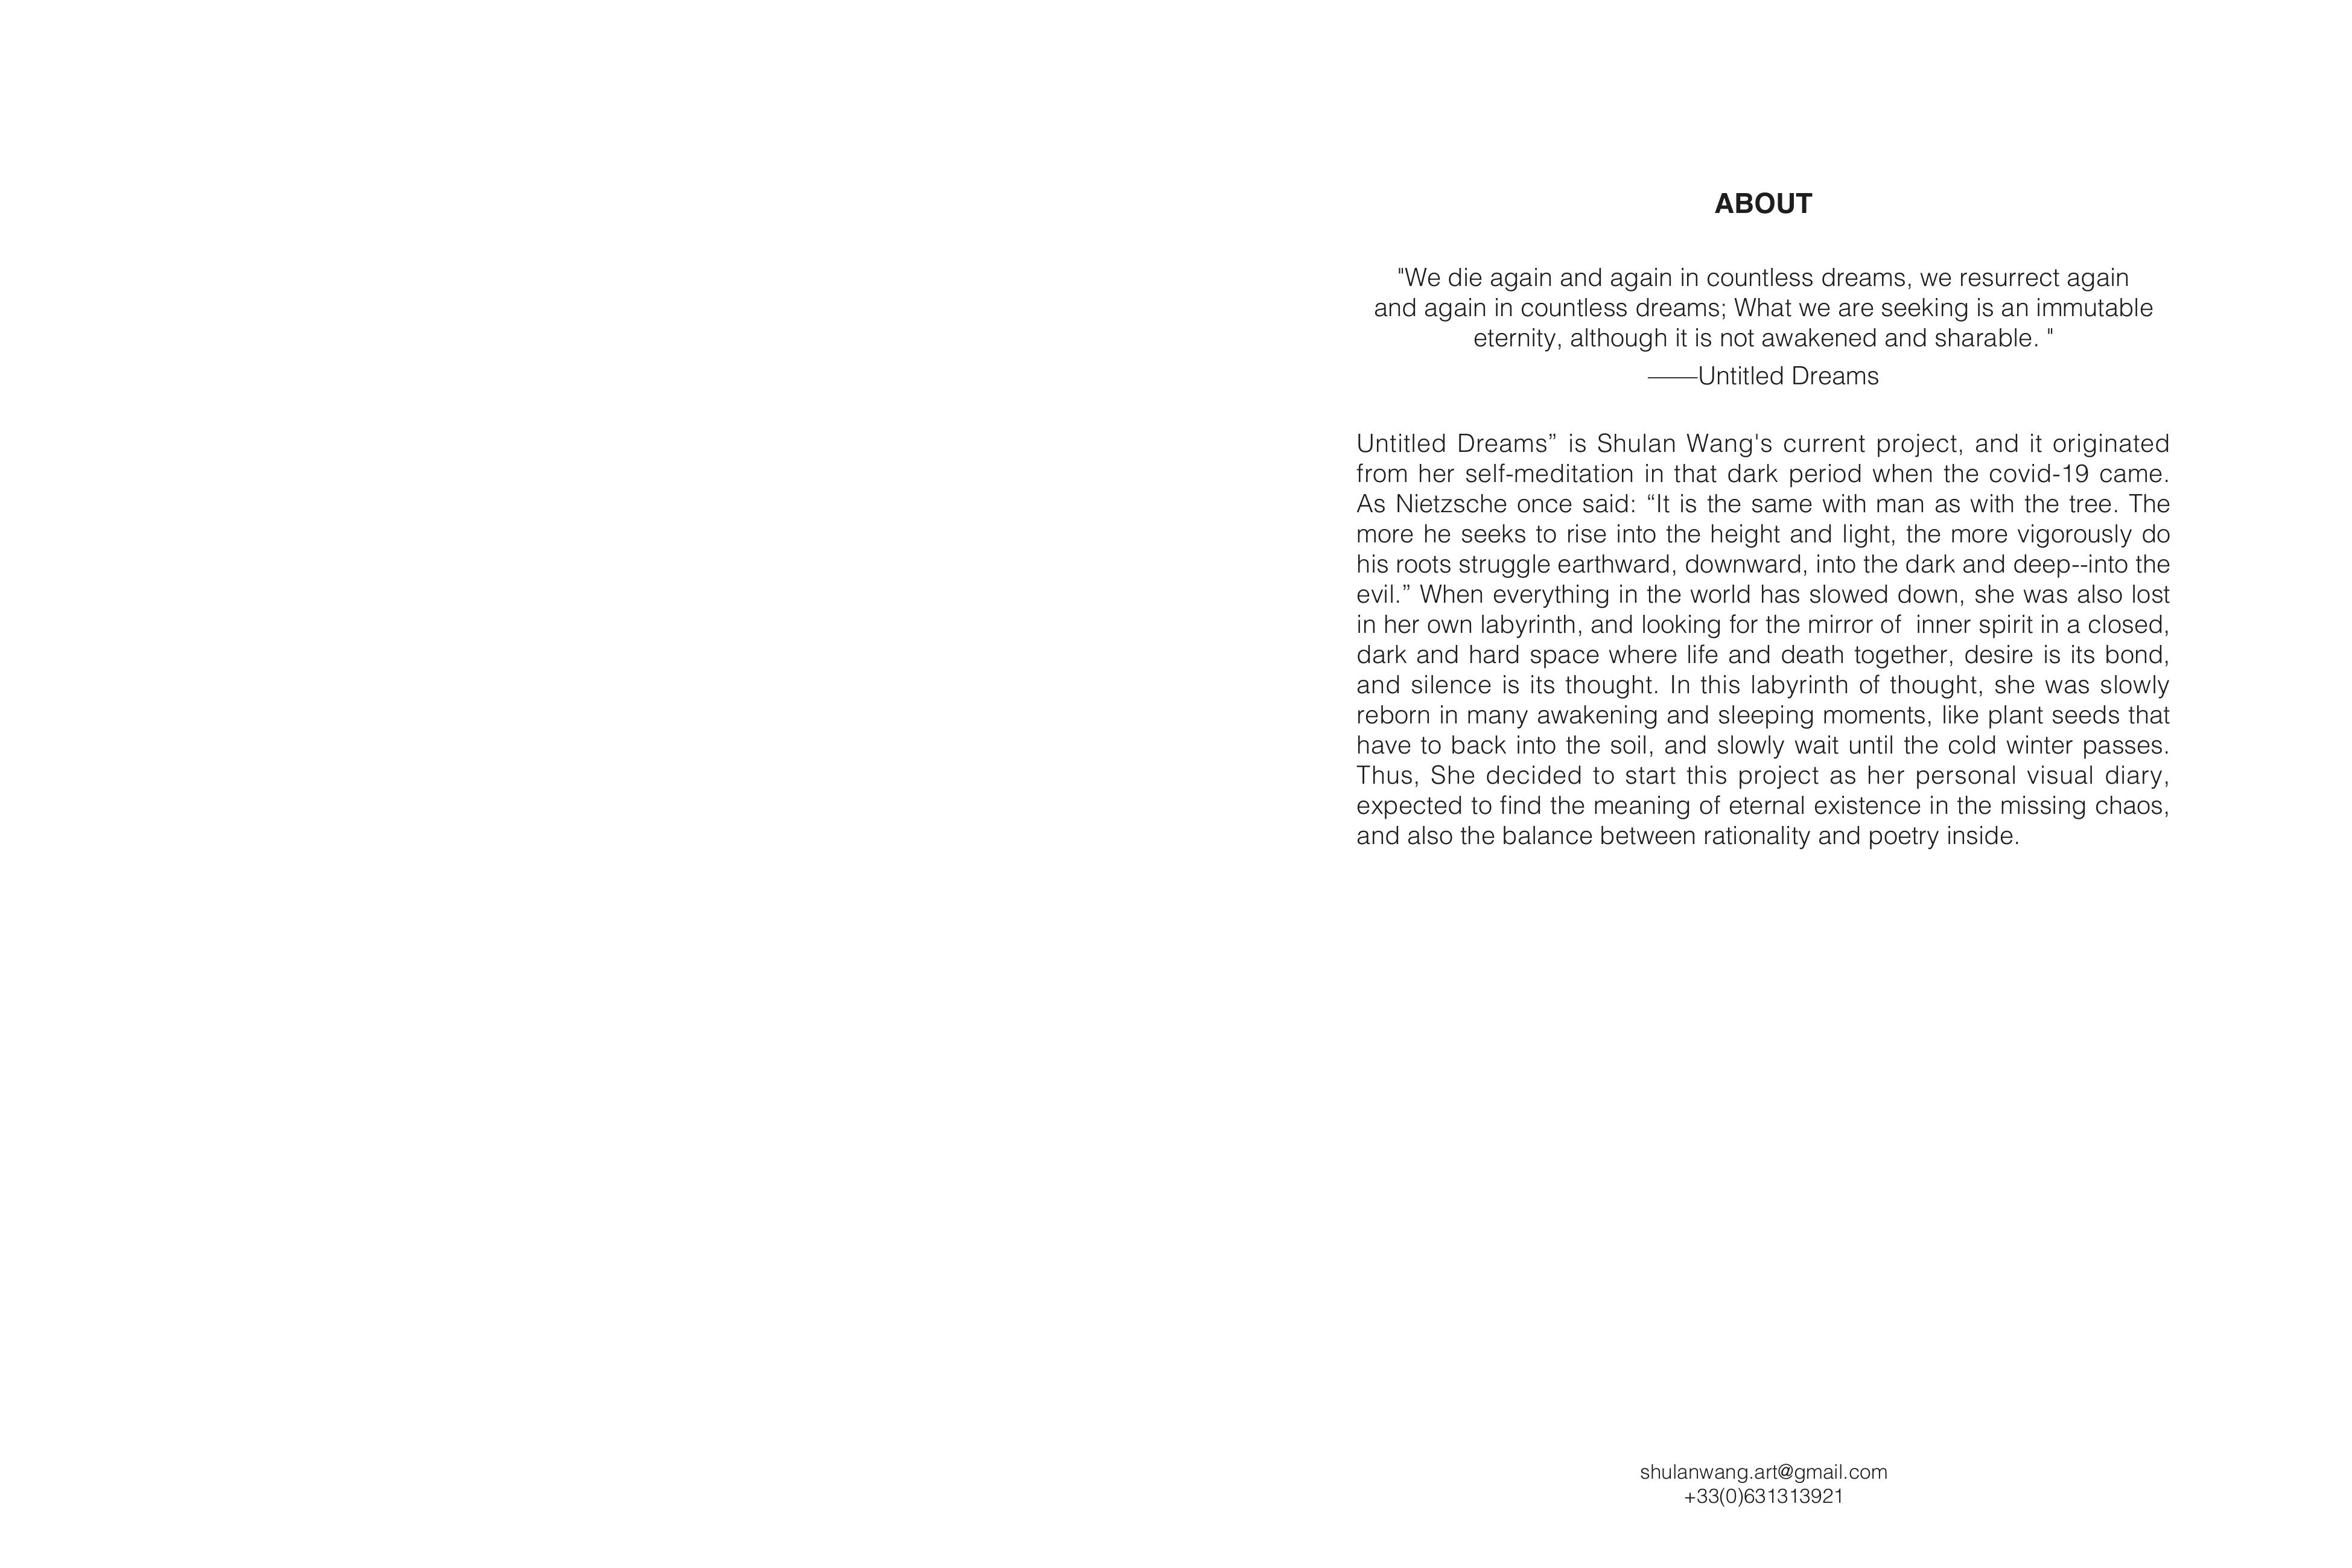 ABOUT
"We die again and again in countless dreams, we resurrect again
and again in countless dreams; What we are seeking is an immutable
eternity, although it is not awakened and sharable. "
——Untitled Dreams
Untitled Dreams” is Shulan Wang's current project, and it originated
from her self-meditation in that dark period when the covid-19 came.
As Nietzsche once said: “It is the same with man as with the tree. The
more he seeks to rise into the height and light, the more vigorously do
his roots struggle earthward, downward, into the dark and deep--into the
evil.” When everything in the world has slowed down, she was also lost
in her own labyrinth, and looking for the mirror of  inner spirit in a closed,
dark and hard space where life and death together, desire is its bond,
and silence is its thought. In this labyrinth of thought, she was slowly
reborn in many awakening and sleeping moments, like plant seeds that
have to back into the soil, and slowly wait until the cold winter passes.
Thus, She decided to start this project as her personal visual diary,
expected to find the meaning of eternal existence in the missing chaos,
and also the balance between rationality and poetry inside.
shulanwang.art@gmail.com
+33(0)631313921